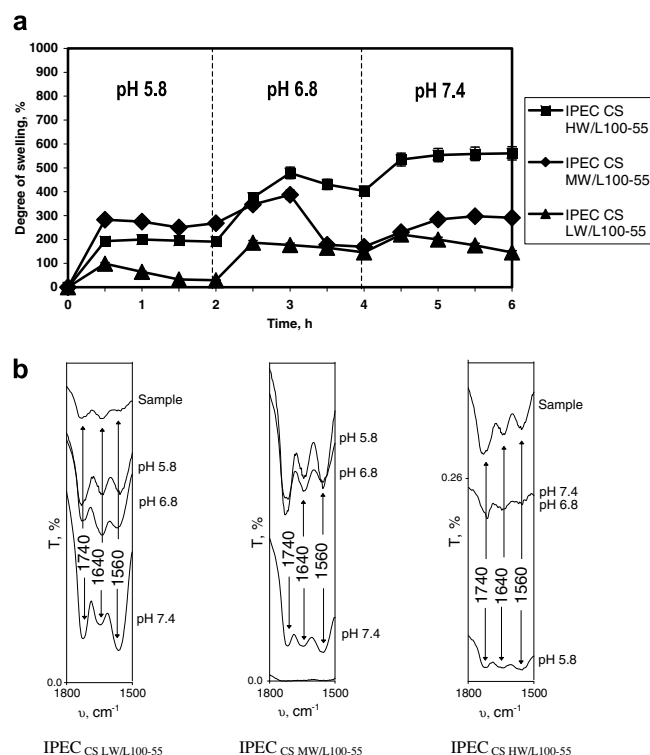 a
1000
900
800
700
600
500
400
300
200
100
0
Degree of swelling, %
pH 5.8
pH 6.8
pH 7.4
0 1 2 3 4 5 6
Time, h
IPEC CS
HW/L100-55
IPEC CS
MW/L100-55
IPEC CS
LW/L100-55
b
T, %
Sample
pH 5.8
pH 6.8
1740
1640
1560
pH 7.4
0.0
1800 1500
υ, cm-1
IPEC CS LW/L100-55
T, %
pH 5.8
pH 6.8
1740
1640
1560
pH 7.4
0.0
1800 1500
υ, cm-1
IPEC CS MW/L100-55
T, %
Sample
0.26
pH 7.4
pH 6.8
1740
1640
1560
pH 5.8
1800 1500
υ, cm-1
IPEC CS HW/L100-55